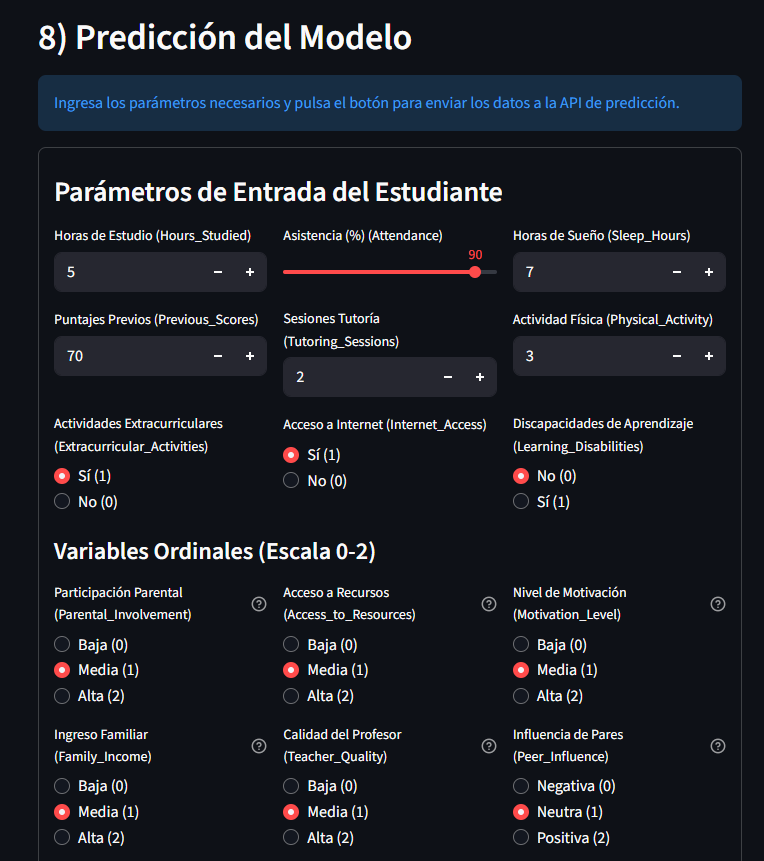 8) Predicción del Modelo
Ingresa los parámetros necesarios y pulsa el botón para enviar los datos a la API de predicción.
Parámetros de Entrada del Estudiante
Horas de Estudio (Hours_Studied)
5
Asistencia (%) (Attendance)
90
Horas de Sueño (Sleep_Hours)
7
Puntajes Previos (Previous_Scores)
70
Sesiones Tutoría
(Tutoring_Sessions)
2
Actividad Física (Physical_Activity)
3
Actividades Extracurriculares
(Extracurricular_Activities)
Sí (1)
No (0)
Acceso a Internet (Internet_Access)
Sí (1)
No (0)
Discapacidades de Aprendizaje
(Learning_Disabilities)
No (0)
Sí (1)
Variables Ordinales (Escala 0-2)
Participación Parental
(Parental_Involvement)
Baja (0)
Media (1)
Alta (2)
Acceso a Recursos
(Access_to_Resources)
Baja (0)
Media (1)
Alta (2)
Nivel de Motivación
(Motivation_Level)
Baja (0)
Media (1)
Alta (2)
Ingreso Familiar
(Family_Income)
Baja (0)
Media (1)
Alta (2)
Calidad del Profesor
(Teacher_Quality)
Baja (0)
Media (1)
Alta (2)
Influencia de Pares
(Peer_Influence)
Negativa (0)
Neutra (1)
Positiva (2)